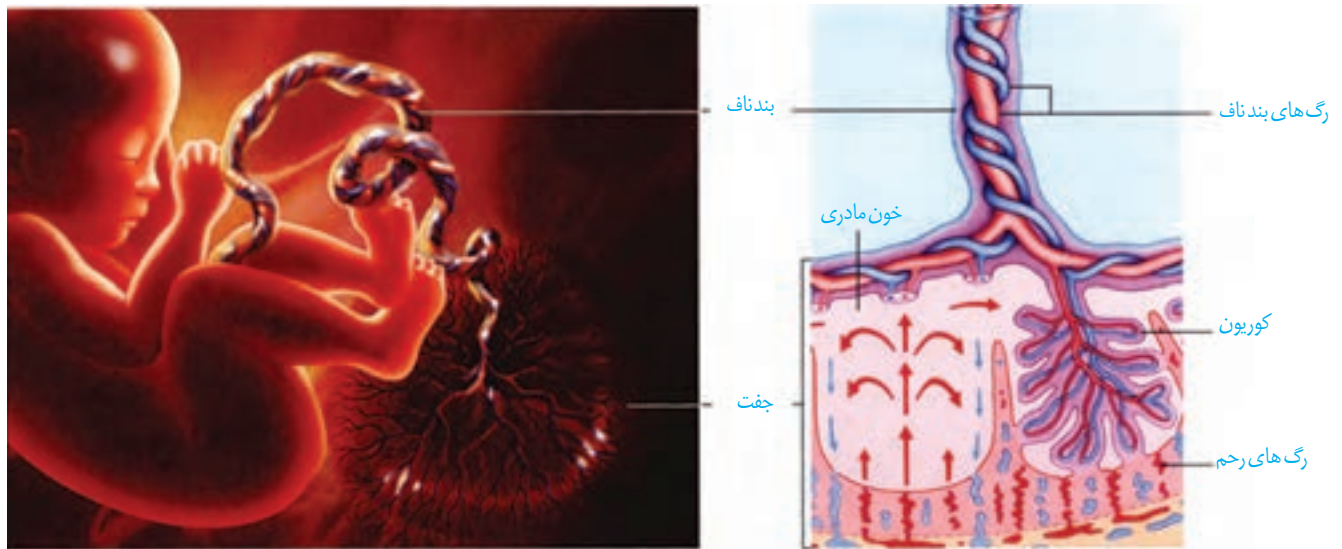 بندناف
رگ‌های بندناف
خون مادری
کوریون
جفت
رگ‌های رحم